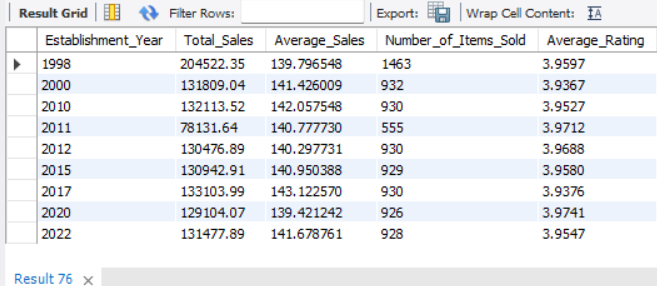 Result Grid Filter Rows: Export: Wrap Cell Content: IA
Establishment_Year Total_Sales Average_Sales Number_of_Items_Sold Average_Rating
1998 204522.35 139.796548 1463 3.9597
2000 131809.04 141.426009 932 3.9367
2010 132113.52 142.057548 930 3.9527
2011 78131.64 140.777730 555 3.9712
2012 130476.89 140.297731 930 3.9688
2015 130942.91 140.950388 929 3.9580
2017 133103.99 143.122570 930 3.9376
2020 129104.07 139.421242 926 3.9741
2022 131477.89 141.678761 928 3.9547
Result 76 ×